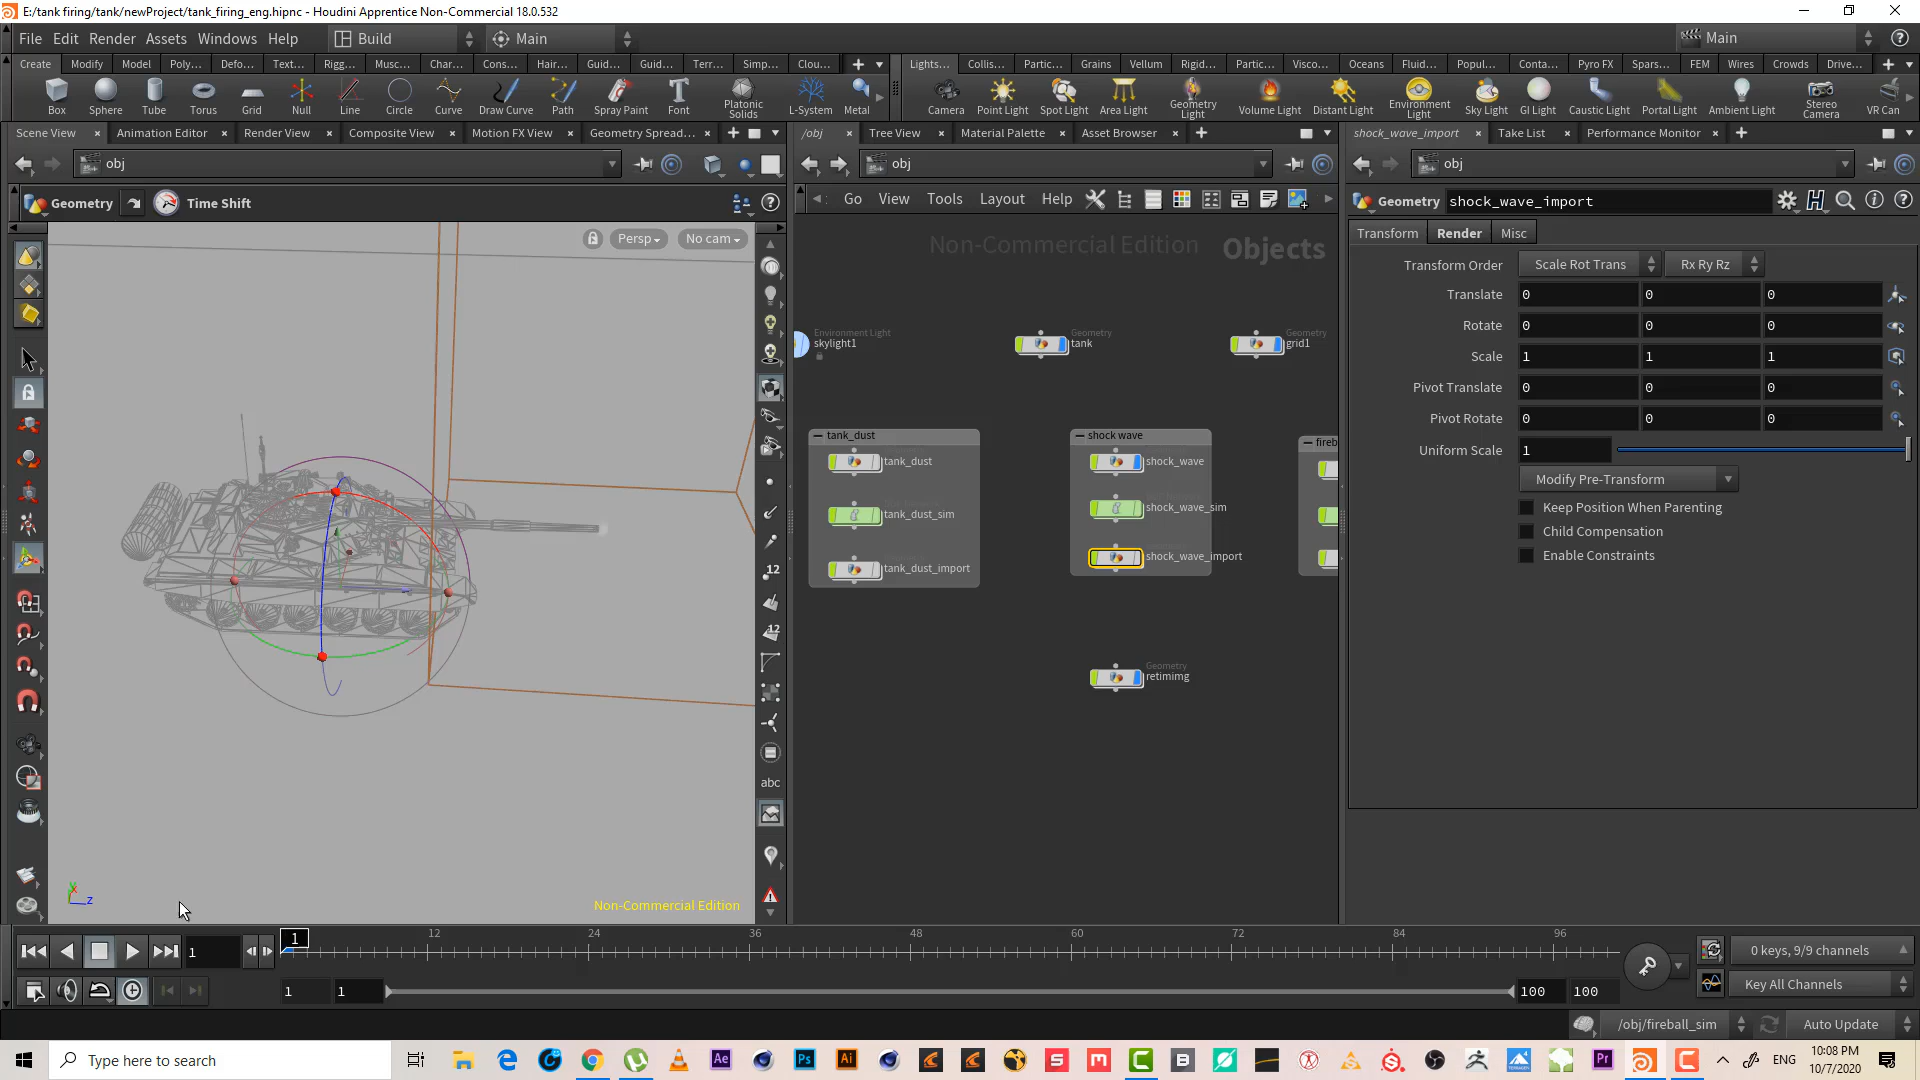 E:/tank firing/tank/newProject/tank_firing_eng.hipnc - Houdini Apprentice Non-Commercial 18.0.532
File Edit Render Assets Windows Help Build Main Main
Create Modify Model Poly... Defo... Text... Rigg... Musc... Char... Cons... Hair... Guid... Guid... Terr... Simp... Clou...
Lights... Collis... Partic... Grains Vellum Rigid... Partic... Visco... Oceans Fluid... Popul... Conta... Pyro FX Spars... FEM Wires Crowds Drive...
Box Sphere Tube Torus Grid Null Line Circle Curve Draw Curve Path Spray Paint Font Platonic Solids L-System Metal
Camera Point Light Spot Light Area Light Geometry Light Volume Light Distant Light Environment Light Sky Light GI Light Caustic Light Portal Light Ambient Light Stereo Camera VR Can
Scene View Animation Editor Render View Composite View Motion FX View Geometry Spread...
/obj Tree View Material Palette Asset Browser
shock_wave_import Take List Performance Monitor
obj
obj
obj
Geometry Time Shift
Go View Tools Layout Help
Geometry shock_wave_import
Persp No cam
Non-Commercial Edition Objects
Transform Render Misc
Transform Order Scale Rot Trans Rx Ry Rz
Translate 0 0 0
Rotate 0 0 0
Scale 1 1 1
Pivot Translate 0 0 0
Pivot Rotate 0 0 0
Uniform Scale 1
Modify Pre-Transform
Keep Position When Parenting
Child Compensation
Enable Constraints
Environment Light
skylight1
Geometry
tank
Geometry
grid1
tank_dust
tank_dust
tank_dust_sim
tank_dust_import
shock wave
shock_wave
shock_wave_sim
shock_wave_import
fireb
Geometry
retimimg
12
12
abc
z
Non-Commercial Edition
1 1 12 24 36 48 60 72 84 96
0 keys, 9/9 channels
1 1 100 100
Key All Channels
/obj/fireball_sim Auto Update
Type here to search
ENG
10:08 PM
10/7/2020